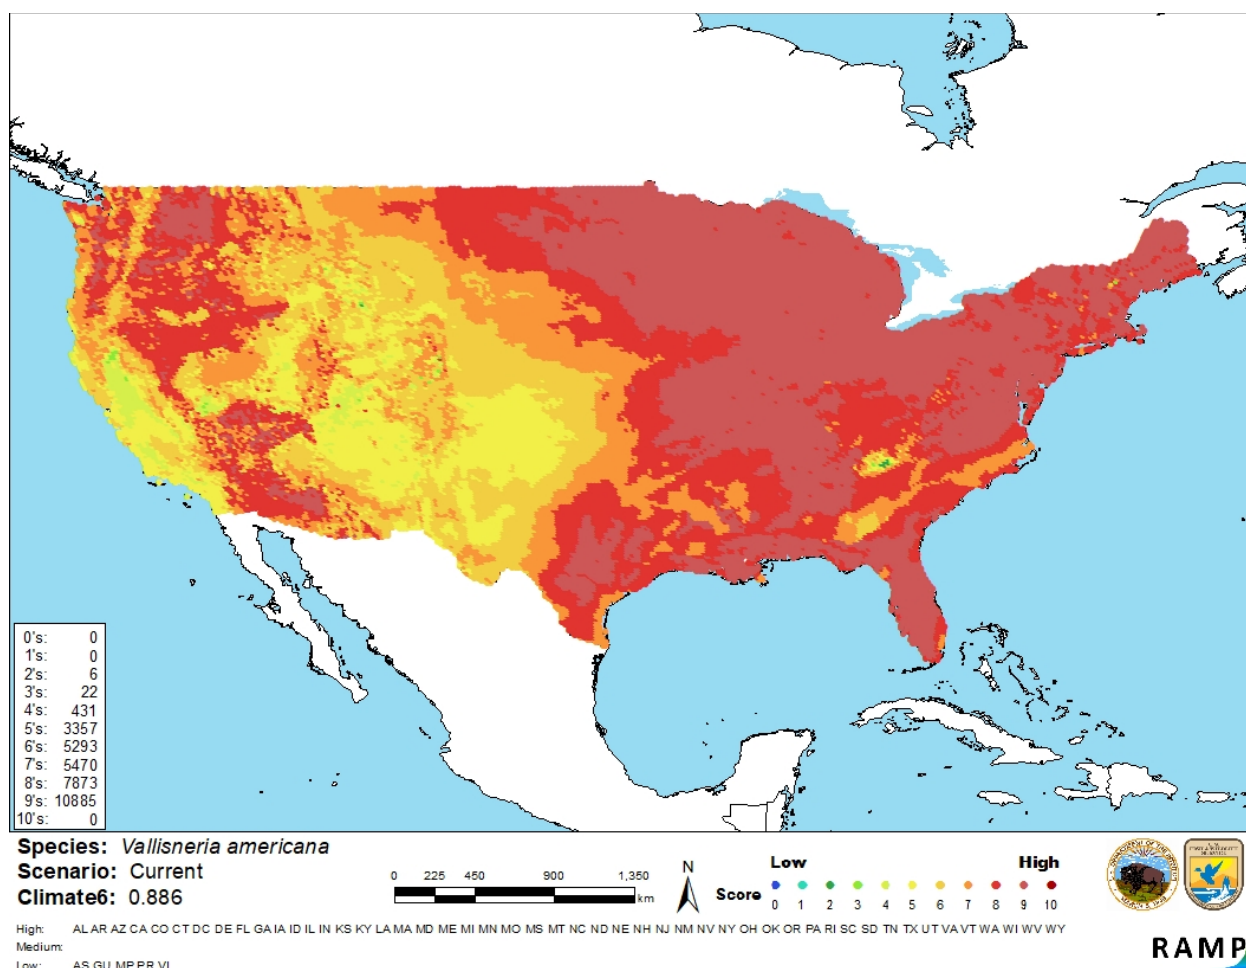 0's: 0
1's: 0
2's: 6
3's: 22
4's: 431
5's: 3357
6's: 5293
7's: 5470
8's: 7873
9's: 10885
10's: 0
Species: Vallisneria americana
Scenario: Current
Climate6: 0.886
0 225 450 900 1,350
km
N
Low High
Score 0 1 2 3 4 5 6 7 8 9 10
High: AL AR AZ CA CO CT DC DE FL GA IA ID IL IN KS KY LA MA MD ME MI MN MO MS MT NC ND NE NH NJ NM NV NY OH OK OR PA RI SC SD TN TX UT VA VT WA WI WV WY
Medium:
Low: AS GU MP PR VI
RAMP